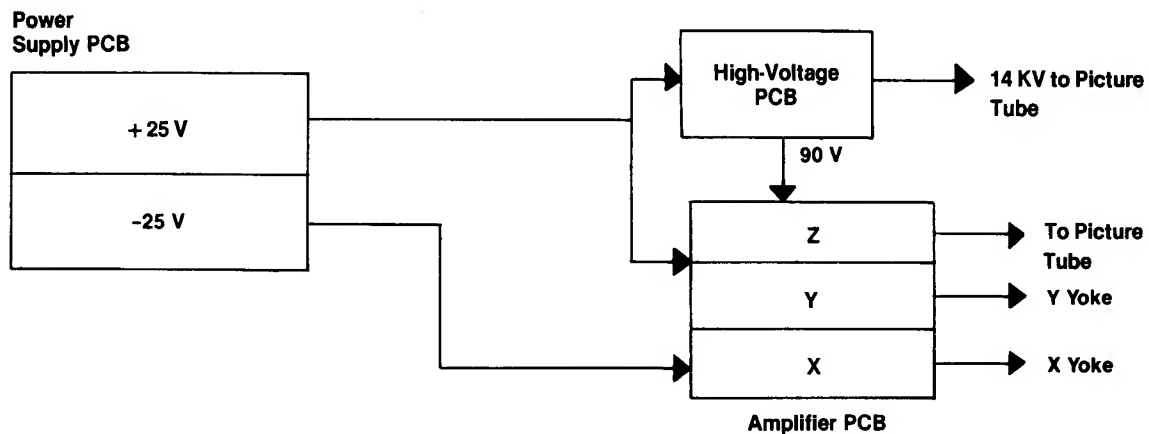 Power
Supply PCB
+ 25 V
-25 V
High-Voltage
PCB
14 KV to Picture
Tube
90 V
Z
To Picture
Tube
Y
Y Yoke
X
X Yoke
Amplifier PCB